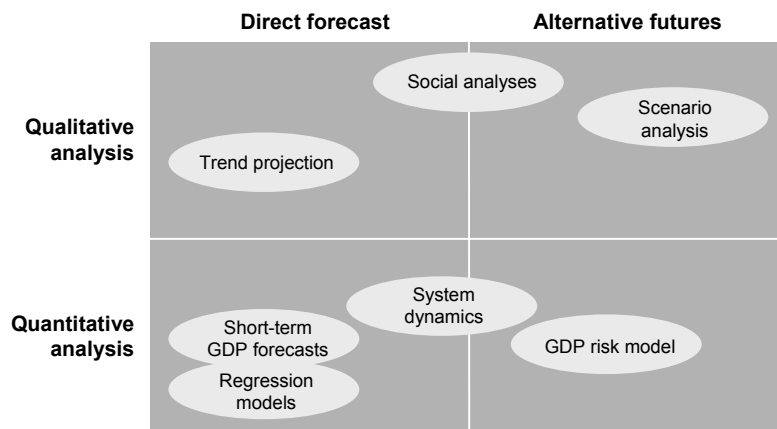 Direct forecast
Alternative futures
Qualitative
analysis
Social analyses
Scenario
analysis
Trend projection
Quantitative
analysis
System
dynamics
Short-term
GDP forecasts
GDP risk model
Regression
models